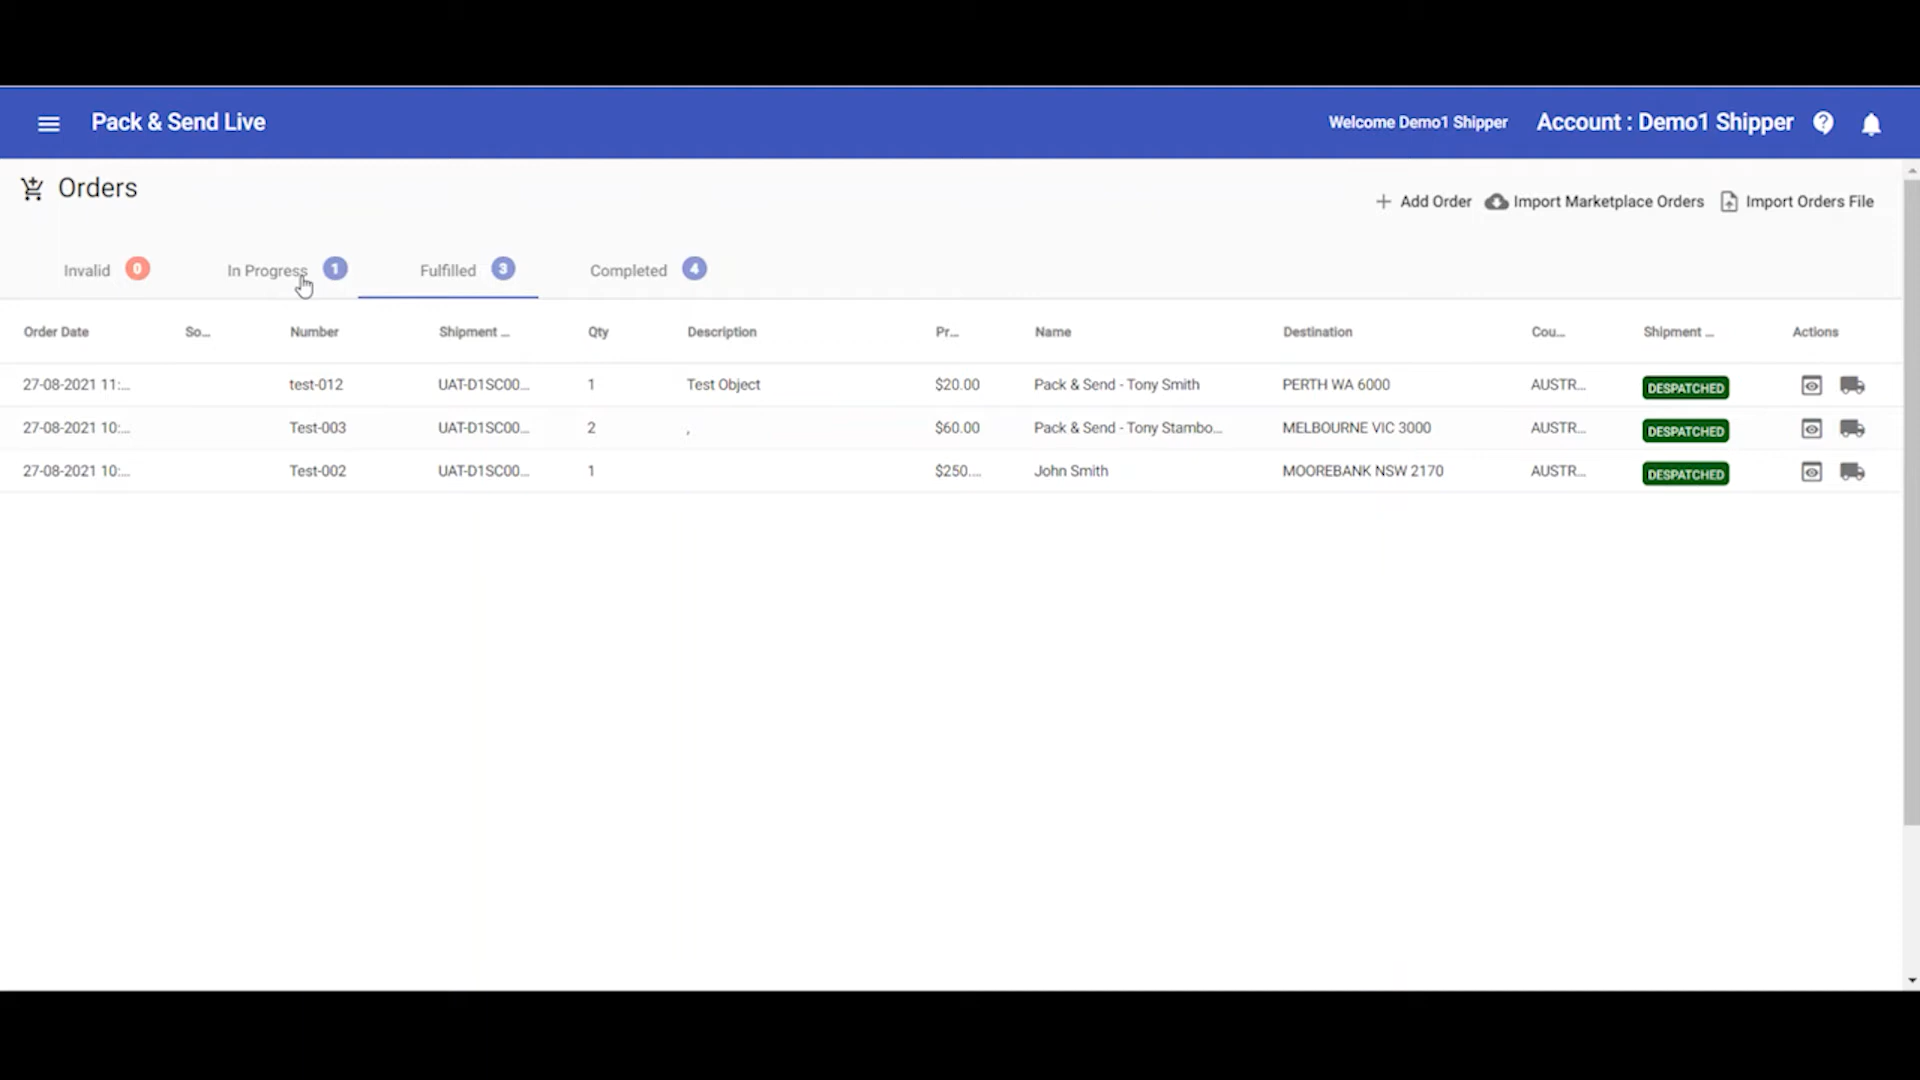 Pack & Send Live Welcome Demo1 Shipper Account : Demo1 Shipper
Orders
Add Order Import Marketplace Orders Import Orders File
Invalid 0 In Progress 1 Fulfilled 3 Completed 4
Order Date So... Number Shipment ... Qty Description Pr... Name Destination Cou... Shipment ... Actions
27-08-2021 11:... test-012 UAT-D1SC00... 1 Test Object $20.00 Pack & Send - Tony Smith PERTH WA 6000 AUSTR... DESPATCHED
27-08-2021 10:... Test-003 UAT-D1SC00... 2 , $60.00 Pack & Send - Tony Stambo... MELBOURNE VIC 3000 AUSTR... DESPATCHED
27-08-2021 10:... Test-002 UAT-D1SC00... 1 $250.... John Smith MOOREBANK NSW 2170 AUSTR... DESPATCHED